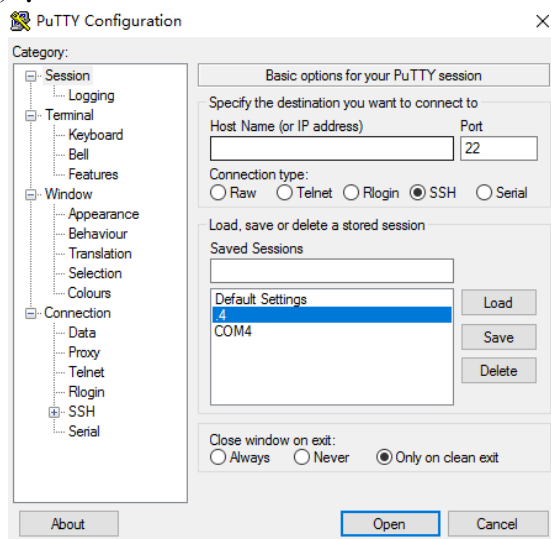 PuTTY Configuration
Category:
Session
Logging
Terminal
Keyboard
Bell
Features
Window
Appearance
Behaviour
Translation
Selection
Colours
Connection
Data
Proxy
Telnet
Rlogin
SSH
Serial
Basic options for your PuTTY session
Specify the destination you want to connect to
Host Name (or IP address) Port
22
Connection type:
Raw Telnet Rlogin SSH Serial
Load, save or delete a stored session
Saved Sessions
Default Settings
.4
COM4
Load
Save
Delete
Close window on exit:
Always Never Only on clean exit
About Open Cancel